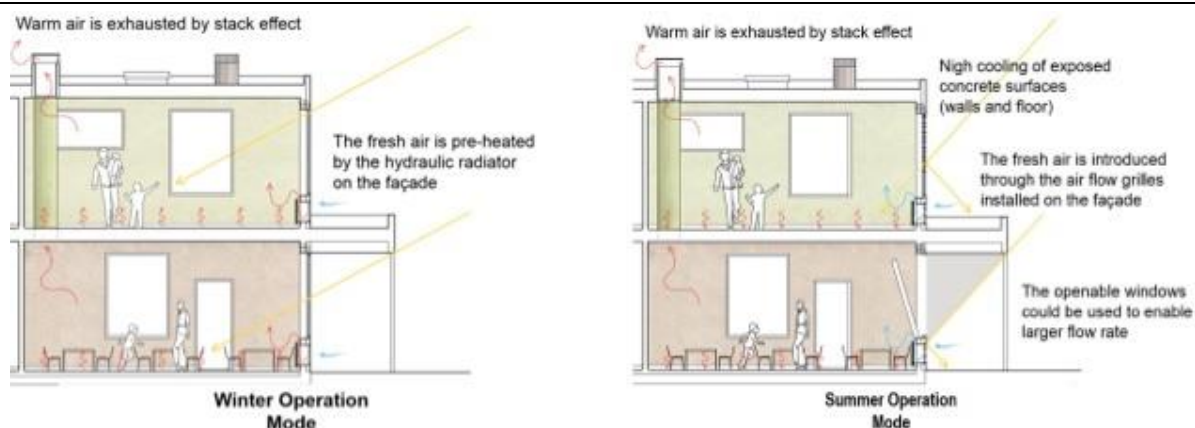 Warm air is exhausted by stack effect
The fresh air is pre-heated
by the hydraulic radiator
on the façade
Winter Operation
Mode
Warm air is exhausted by stack effect
Nigh cooling of exposed
concrete surfaces
(walls and floor)
The fresh air is introduced
through the air flow grilles
installed on the façade
The openable windows
could be used to enable
larger flow rate
Summer Operation
Mode